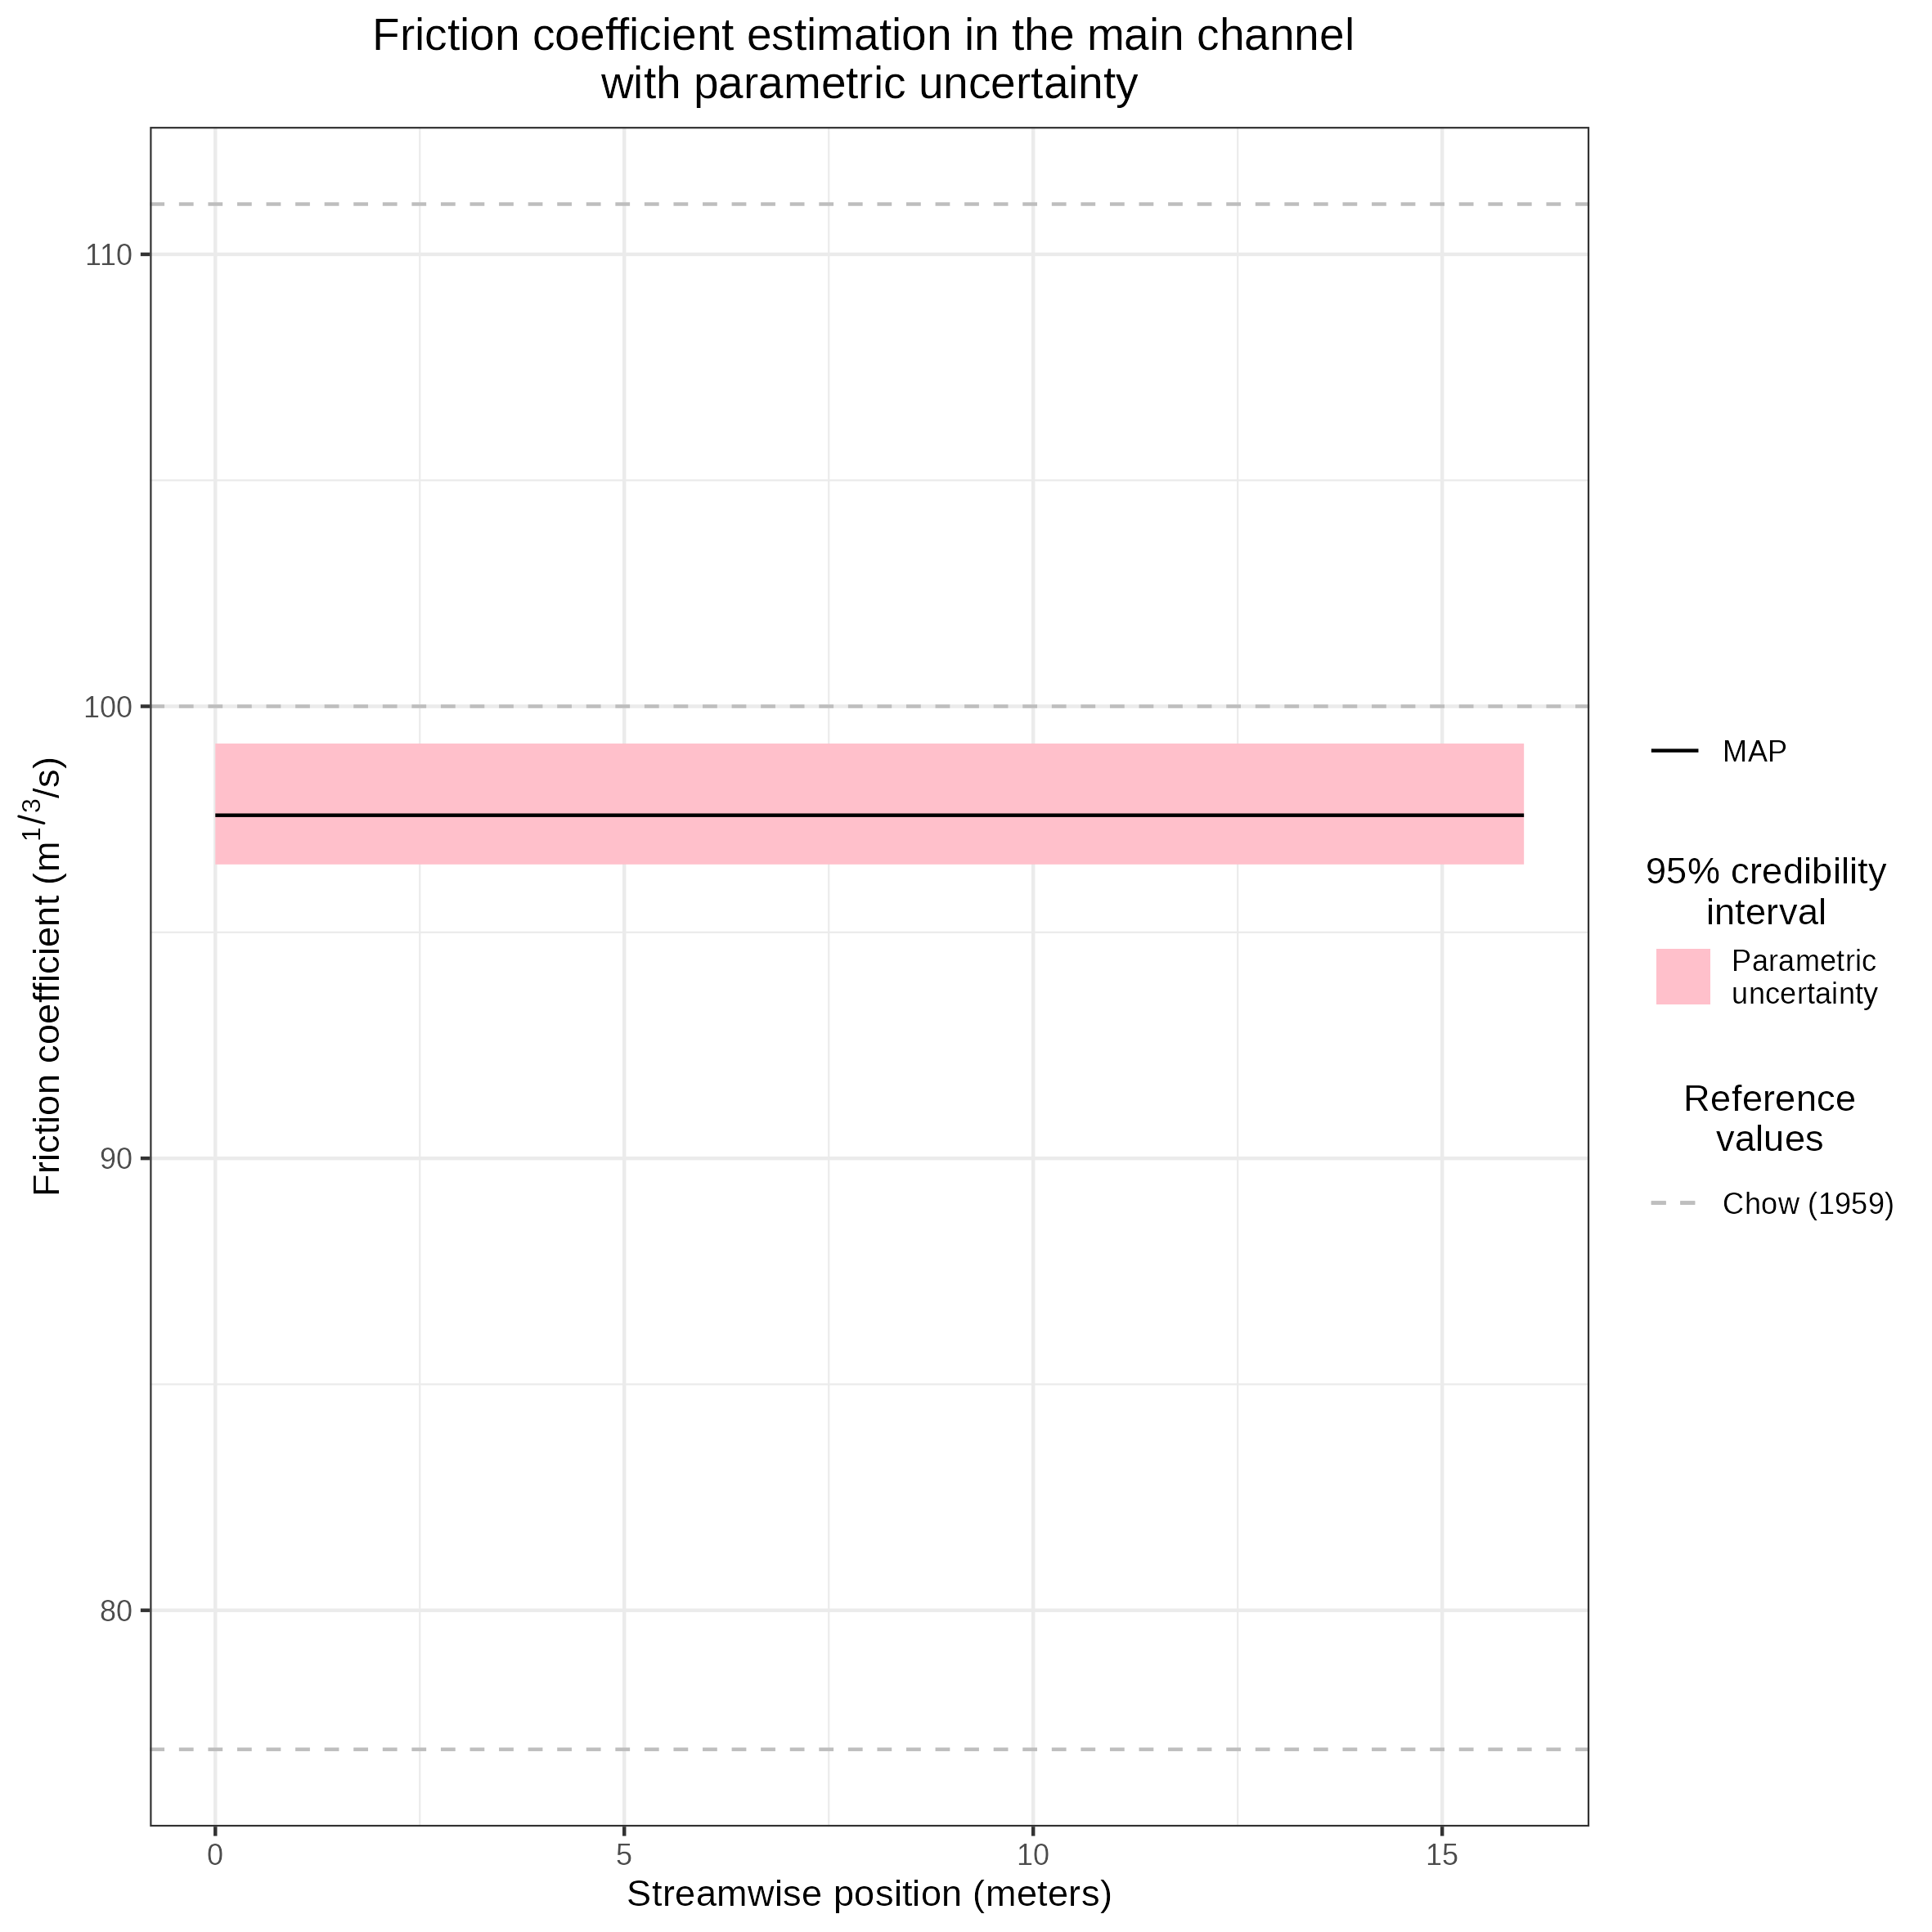 Friction coefficient estimation in the main channel
with parametric uncertainty
Friction coefficient (m^1/3/s)
110
100
90
80
0
5
10
15
Streamwise position (meters)
MAP
95% credibility
interval
Parametric
uncertainty
Reference
values
Chow (1959)